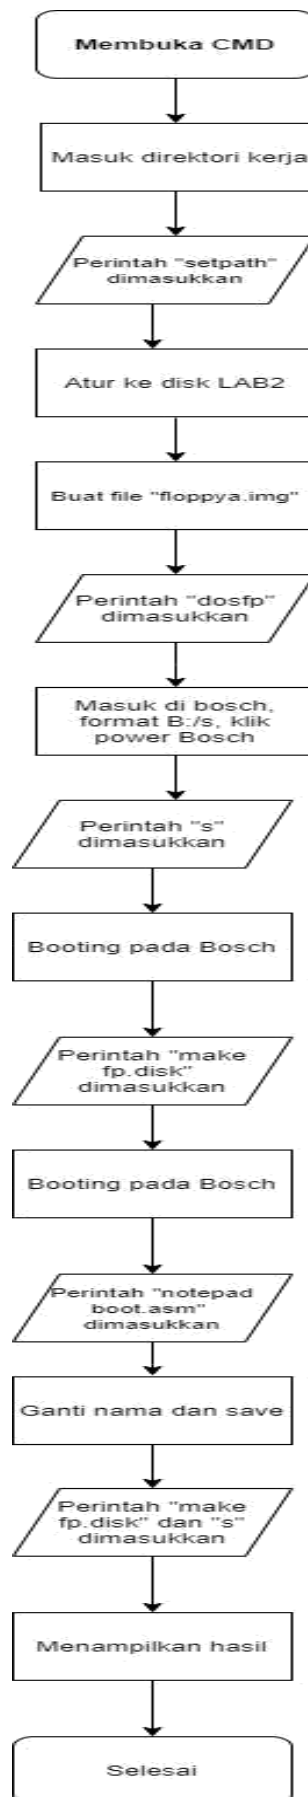 Membuka CMD
Masuk direktori kerja
Perintah "setpath"
dimasukkan
Atur ke disk LAB2
Buat file "floppya.img"
Perintah "dosfp"
dimasukkan
Masuk di bosch,
format B:/s, klik
power Bosch
Perintah "s"
dimasukkan
Booting pada Bosch
Perintah "make
fp.disk"
dimasukkan
Booting pada Bosch
Perintah "notepad
boot.asm"
dimasukkan
Ganti nama dan save
Perintah "make
fp.disk" dan "s"
dimasukkan
Menampilkan hasil
Selesai